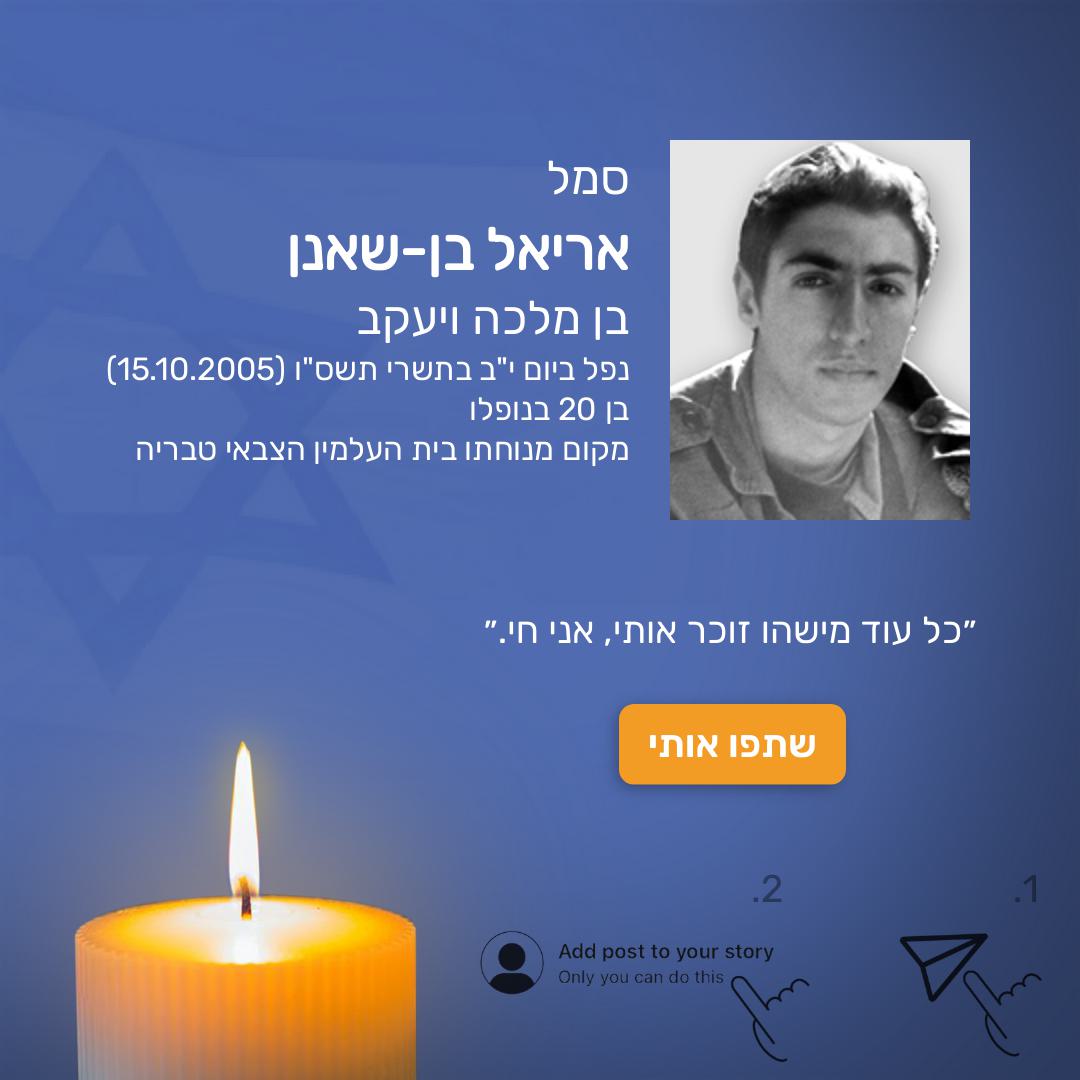 סמל
אריאל בן-שאנן
בן מלכה ויעקב
נפל ביום י"ב בתשרי תשס"ו (15.10.2005)
בן 20 בנופלו
מקום מנוחתו בית העלמין הצבאי טבריה
״כל עוד מישהו זוכר אותי, אני חי.״
שתפו אותי
1.
2.
Add post to your story
Only you can do this